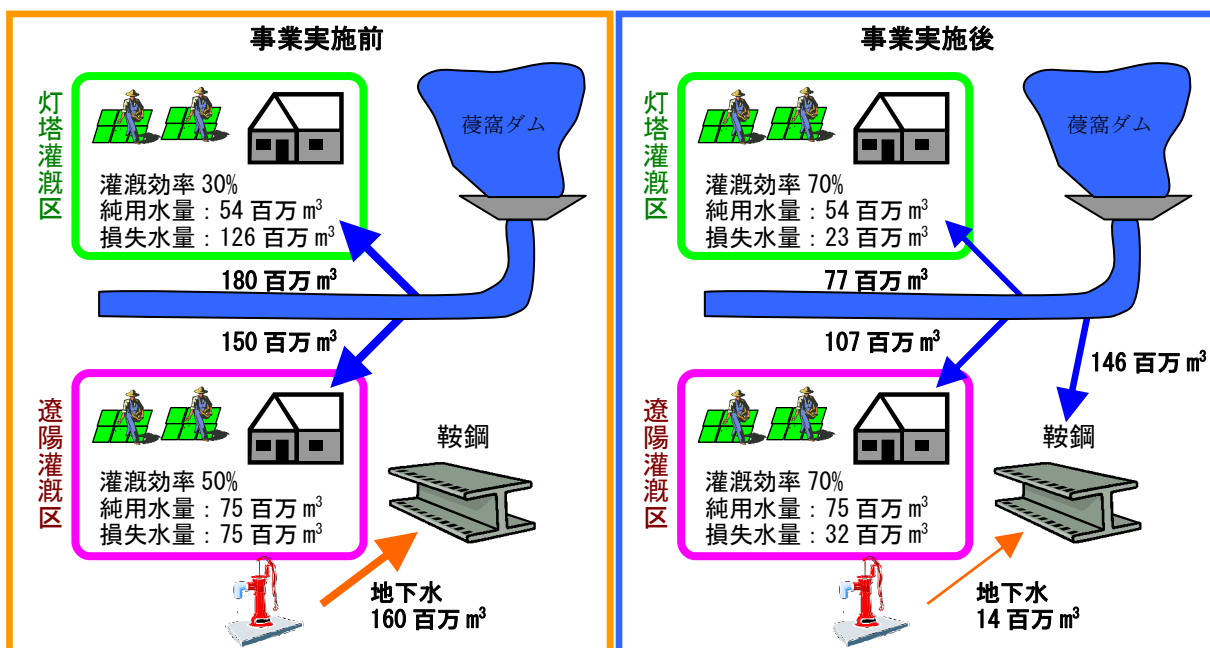 事業実施前
灯塔灌漑区
葠窩ダム
灌漑効率 30%
純用水量：54 百万 m³
損失水量：126 百万 m³
180 百万 m³
150 百万 m³
遼陽灌漑区
鞍鋼
灌漑効率 50%
純用水量：75 百万 m³
損失水量：75 百万 m³
地下水
160 百万 m³
事業実施後
灯塔灌漑区
葠窩ダム
灌漑効率 70%
純用水量：54 百万 m³
損失水量：23 百万 m³
77 百万 m³
107 百万 m³
146 百万 m³
遼陽灌漑区
鞍鋼
灌漑効率 70%
純用水量：75 百万 m³
損失水量：32 百万 m³
地下水
14 百万 m³